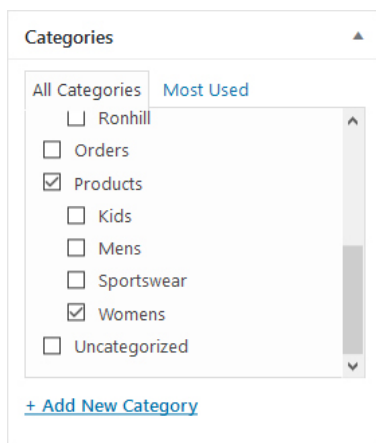 Categories
All Categories Most Used
Ronhill
Orders
Products
Kids
Mens
Sportswear
Womens
Uncategorized
+ Add New Category